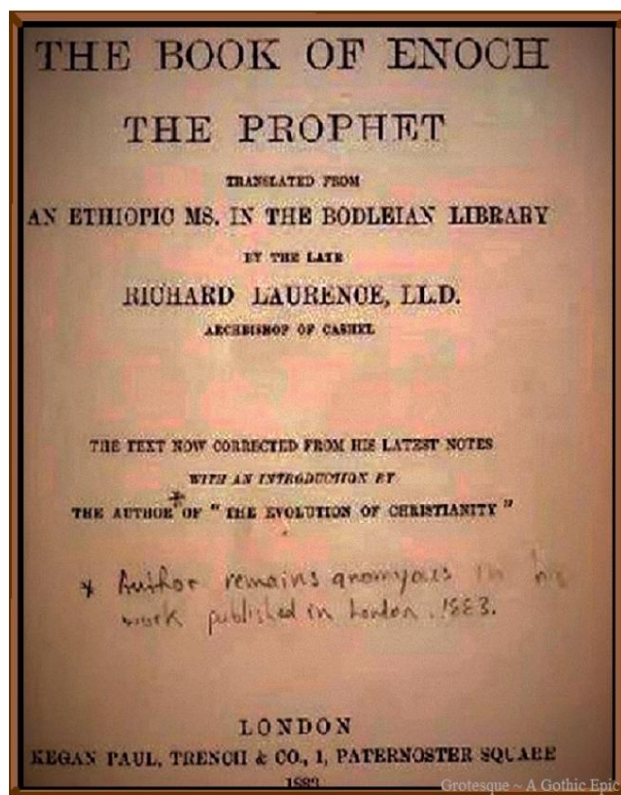 THE BOOK OF ENOCH
THE PROPHET
TRANSLATED FROM
AN ETHIOPIC MS. IN THE BODLEIAN LIBRARY
BY THE LATE
RICHARD LAURENCE, LL.D.
ARCHBISHOP OF CASHEL
THE TEXT NOW CORRECTED FROM HIS LATEST NOTES
WITH AN INTRODUCTION BY
THE AUTHOR * OF "THE EVOLUTION OF CHRISTIANITY"
* Author remains anomyous in his
work published in London. 1883.
LONDON
KEGAN PAUL, TRENCH & CO., 1, PATERNOSTER SQUARE
Grotesque ~ A Gothic Epic